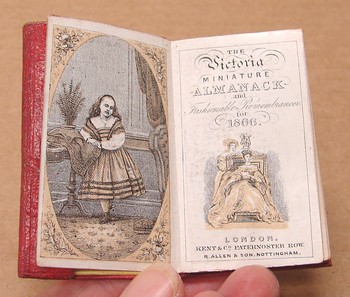 THE
Victoria
MINIATURE
ALMANACK
and
Fashionable Remembrancer
for
1866.
LONDON.
KENT & Co. PATERNOSTER ROW
R. ALLEN & SON, NOTTINGHAM.